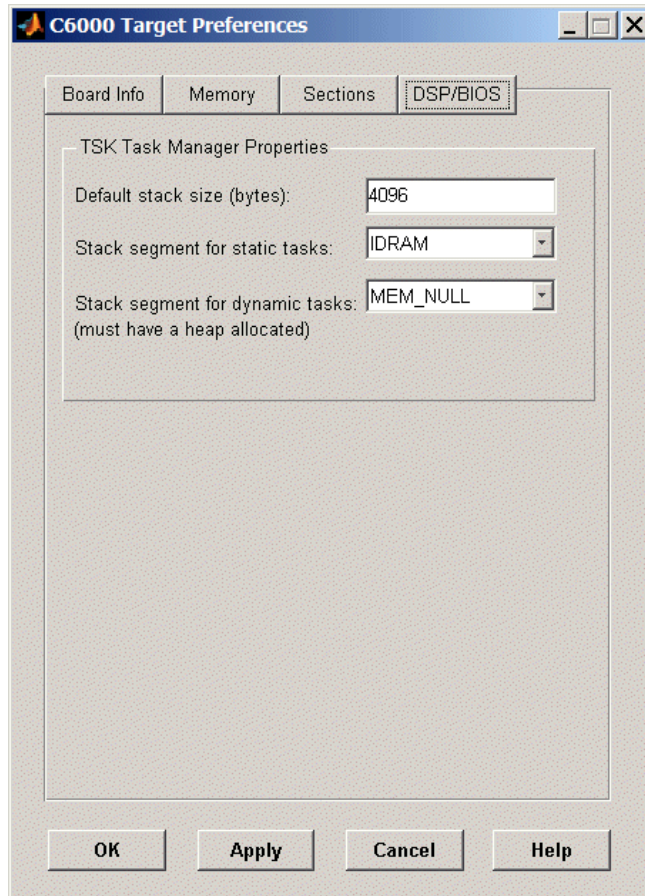 C6000 Target Preferences
Board Info Memory Sections DSP/BIOS
TSK Task Manager Properties
Default stack size (bytes): 4096
Stack segment for static tasks: IDRAM
Stack segment for dynamic tasks: MEM_NULL
(must have a heap allocated)
OK Apply Cancel Help